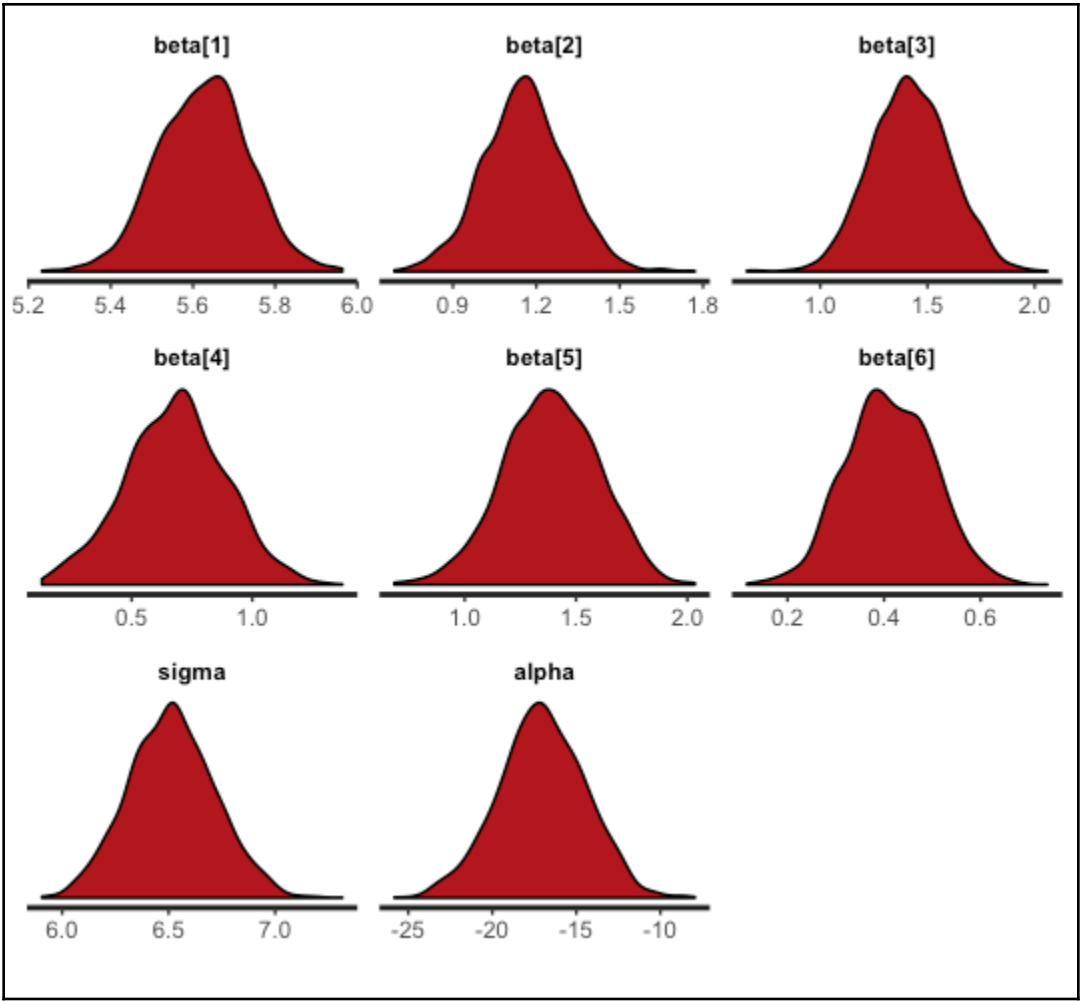 beta[1] beta[2] beta[3]
5.2 5.4 5.6 5.8 6.0 0.9 1.2 1.5 1.8 1.0 1.5 2.0
beta[4] beta[5] beta[6]
0.5 1.0 1.0 1.5 2.0 0.2 0.4 0.6
sigma alpha
6.0 6.5 7.0 -25 -20 -15 -10